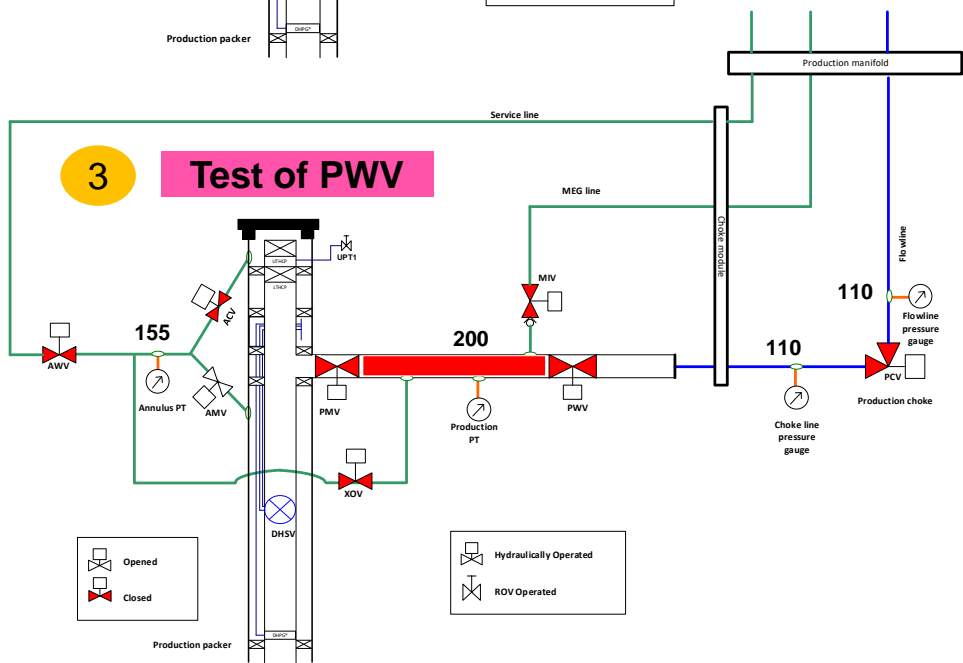 DHPG*
Production packer
Production manifold
Service line
3
Test of PWV
MEG line
Choke module
Flowline
UTHCP
UPT1
LTHCP
MIV
ACV
110
Flowline
pressure
gauge
155
200
110
AWV
Annulus PT
AMV
PMV
PWV
PCV
Production
PT
Production choke
Choke line
pressure
gauge
XOV
DHSV
Opened
Closed
Hydraulically Operated
ROV Operated
DHPG*
Production packer